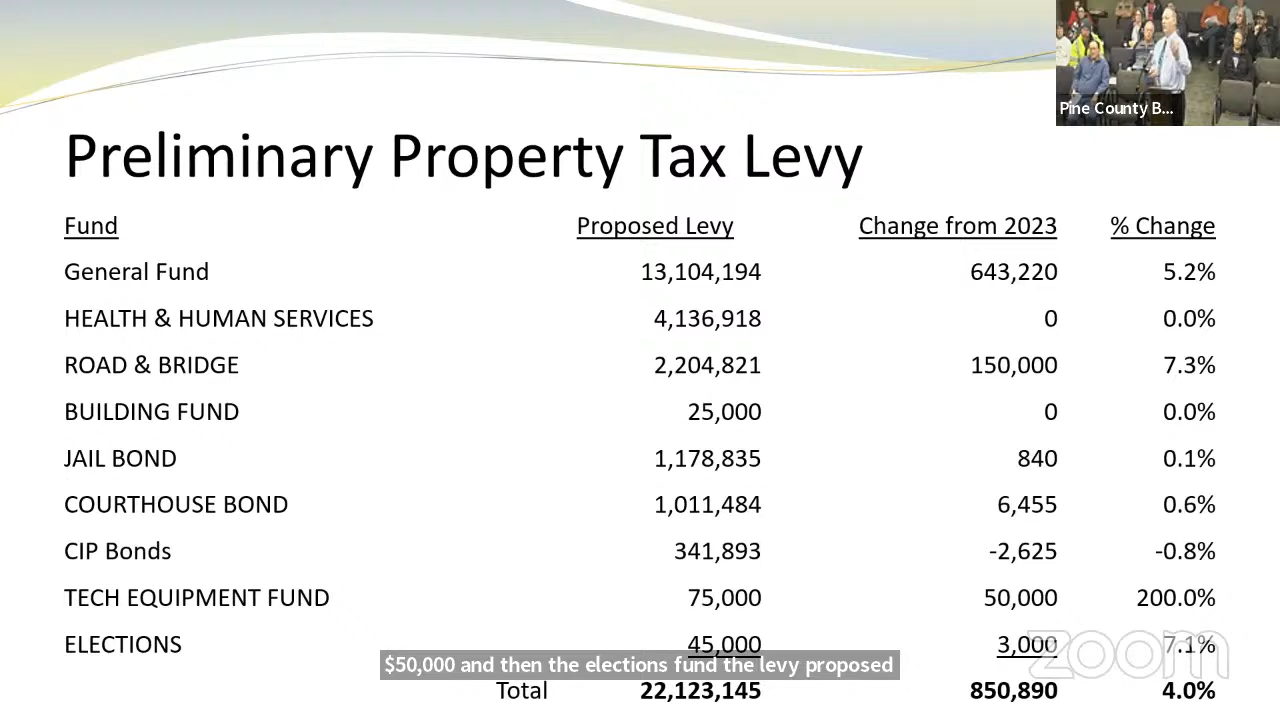 Pine County B...
Preliminary Property Tax Levy
Fund Proposed Levy Change from 2023 % Change
General Fund 13,104,194 643,220 5.2%
HEALTH & HUMAN SERVICES 4,136,918 0 0.0%
ROAD & BRIDGE 2,204,821 150,000 7.3%
BUILDING FUND 25,000 0 0.0%
JAIL BOND 1,178,835 840 0.1%
COURTHOUSE BOND 1,011,484 6,455 0.6%
CIP Bonds 341,893 -2,625 -0.8%
TECH EQUIPMENT FUND 75,000 50,000 200.0%
ELECTIONS 45,000 3,000 7.1%
zoom
$50,000 and then the elections fund the levy proposed
Total 22,123,145 850,890 4.0%